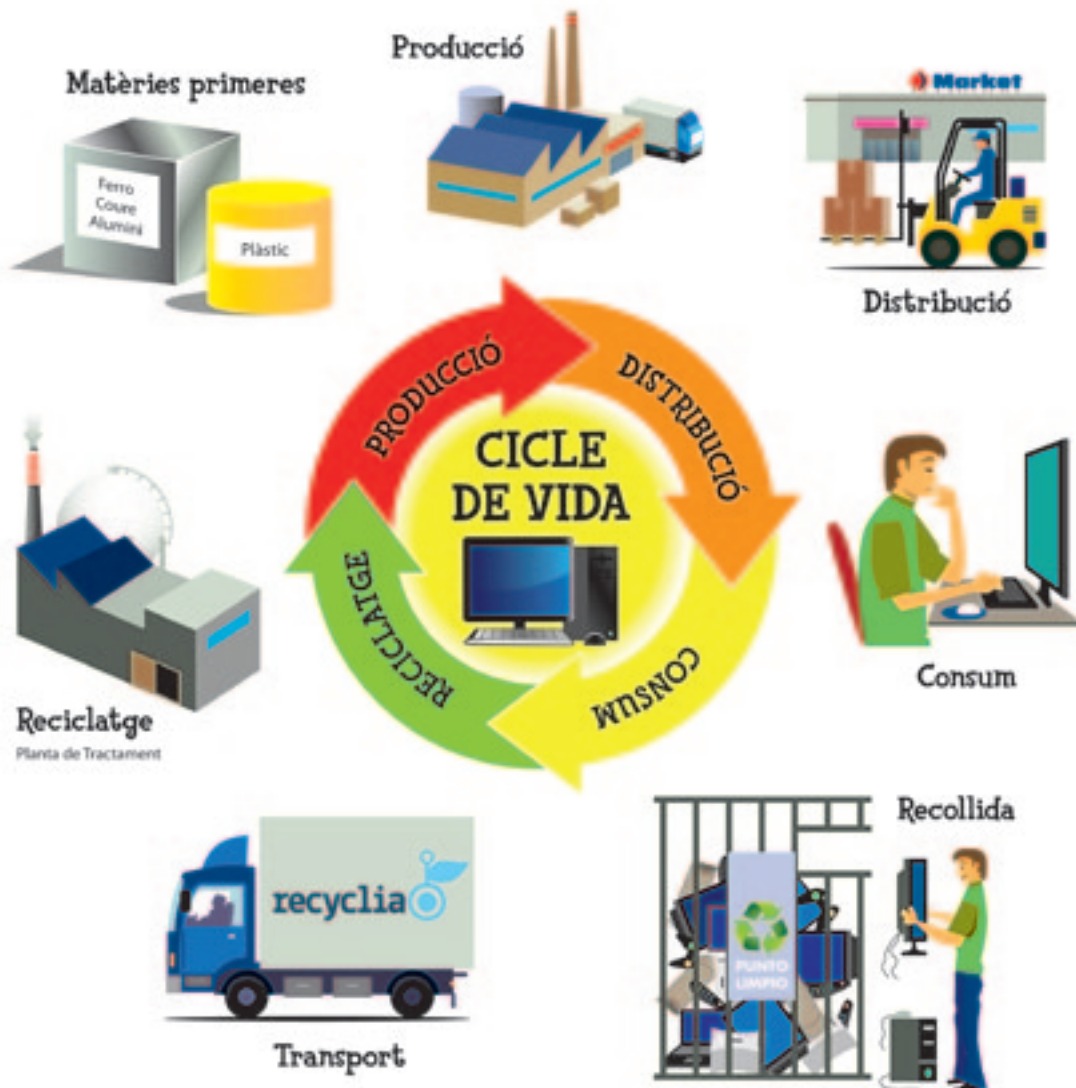 Producció
Matèries primeres
Ferro
Coure
Alumini
Plàstic
Market
Distribució
PRODUCCIÓ
DISTRIBUCIÓ
CONSUM
RECICLATGE
CICLE
DE VIDA
Consum
Reciclatge
Planta de Tractament
Recollida
PUNTO
LIMPIO
recyclia
Transport